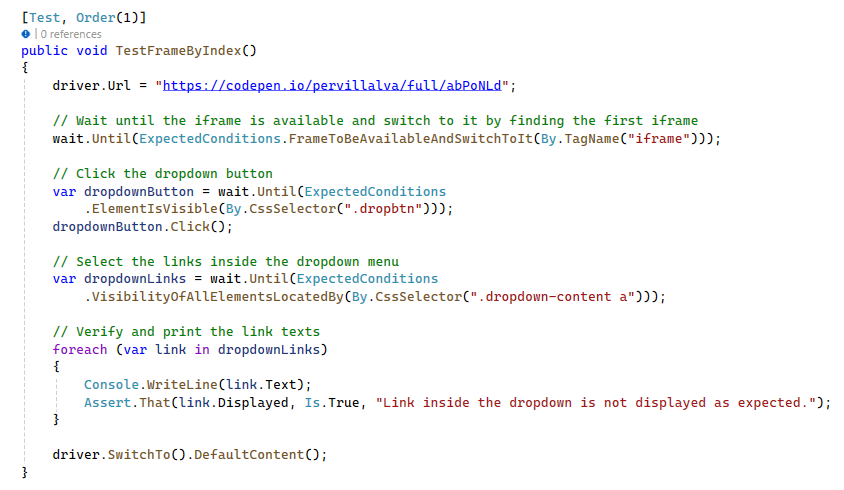 [Test, Order(1)]
| 0 references
public void TestFrameByIndex()
{
    driver.Url = "https://codepen.io/pervillalva/full/abPoNLd";

    // Wait until the iframe is available and switch to it by finding the first iframe
    wait.Until(ExpectedConditions.FrameToBeAvailableAndSwitchToIt(By.TagName("iframe")));

    // Click the dropdown button
    var dropdownButton = wait.Until(ExpectedConditions
        .ElementIsVisible(By.CssSelector(".dropbtn")));
    dropdownButton.Click();

    // Select the links inside the dropdown menu
    var dropdownLinks = wait.Until(ExpectedConditions
        .VisibilityOfAllElementsLocatedBy(By.CssSelector(".dropdown-content a")));

    // Verify and print the link texts
    foreach (var link in dropdownLinks)
    {
        Console.WriteLine(link.Text);
        Assert.That(link.Displayed, Is.True, "Link inside the dropdown is not displayed as expected.");
    }

    driver.SwitchTo().DefaultContent();
}